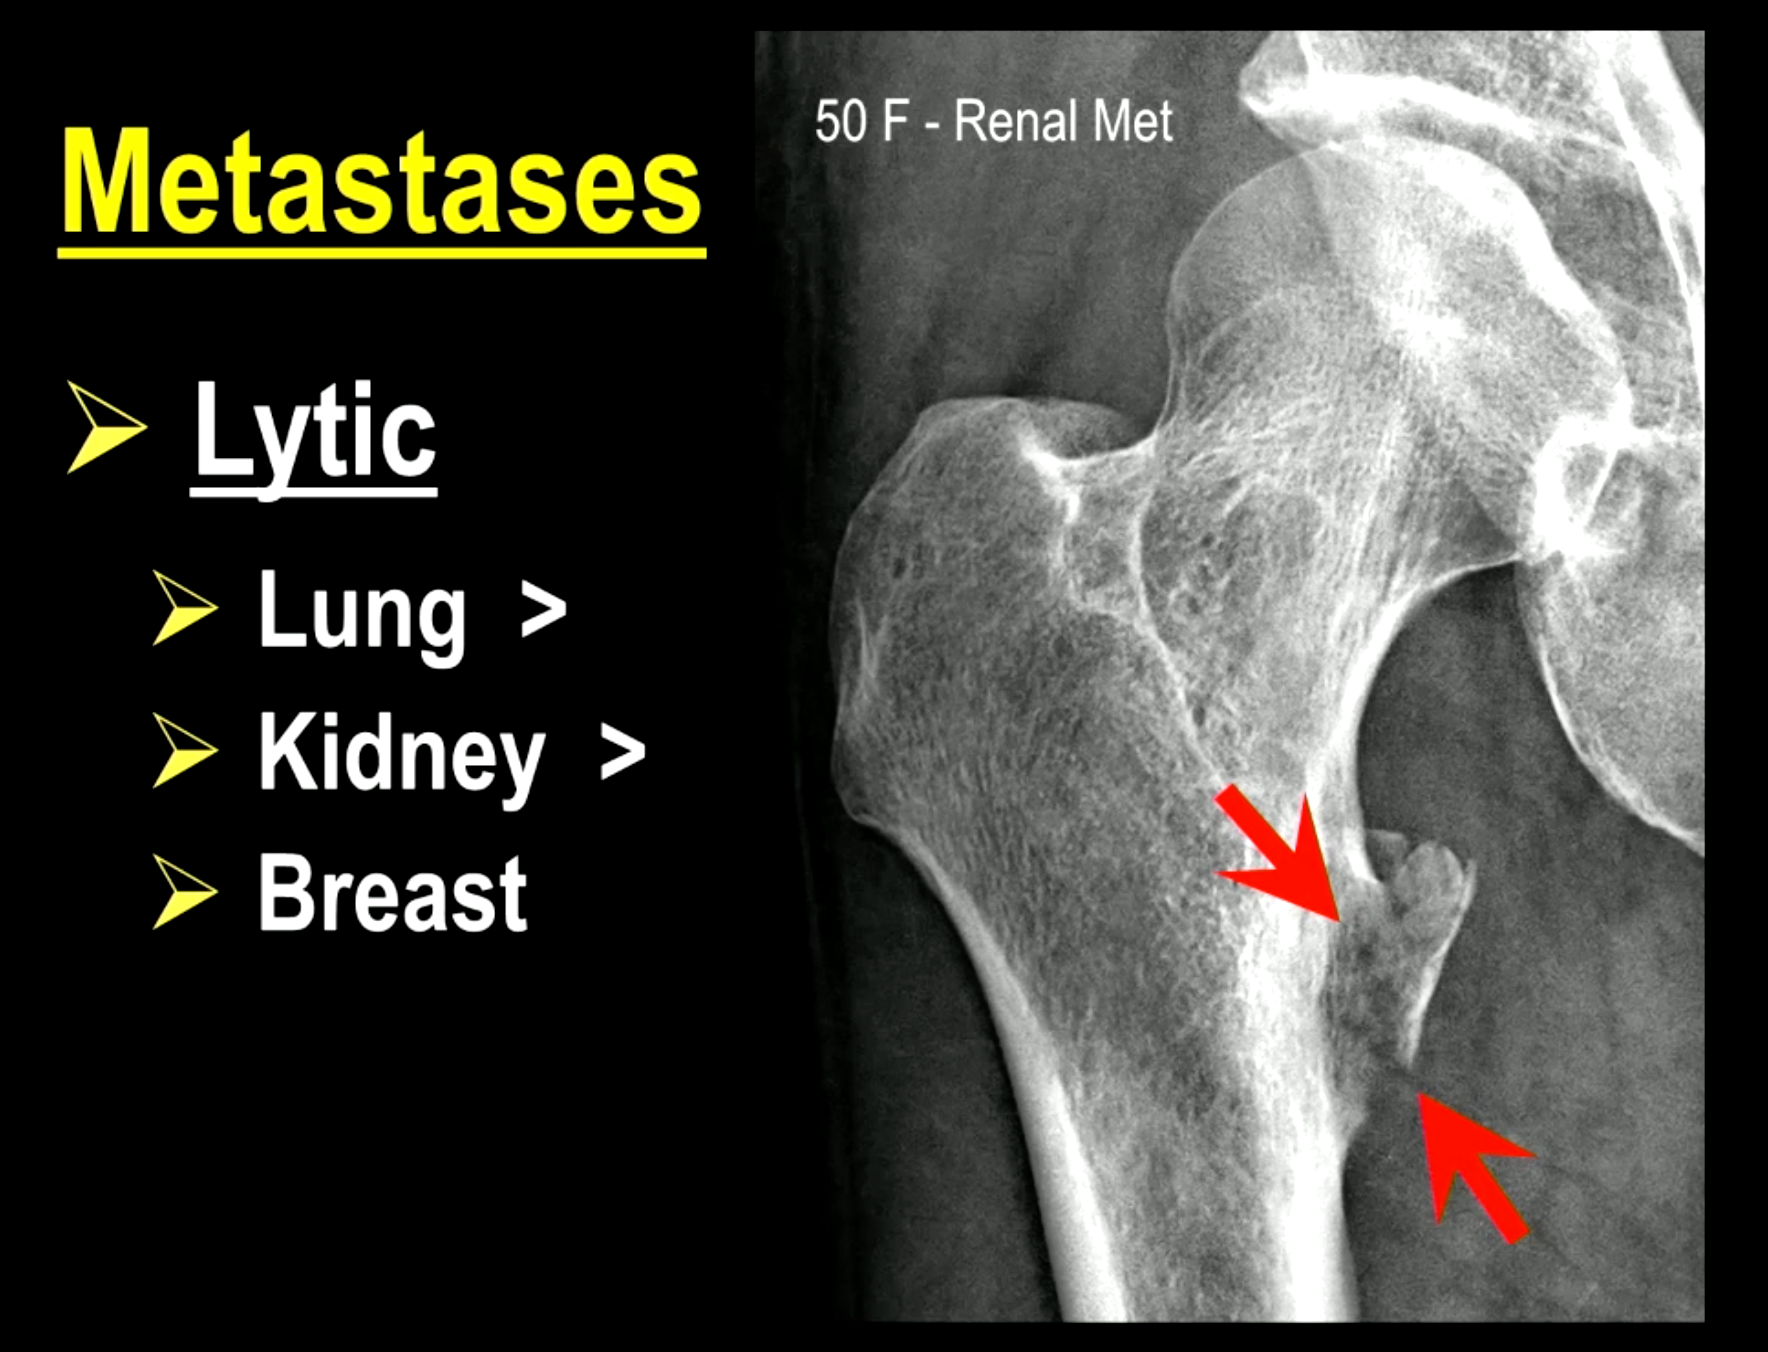 Metastases
50 F - Renal Met
Lytic
Lung >
Kidney >
Breast